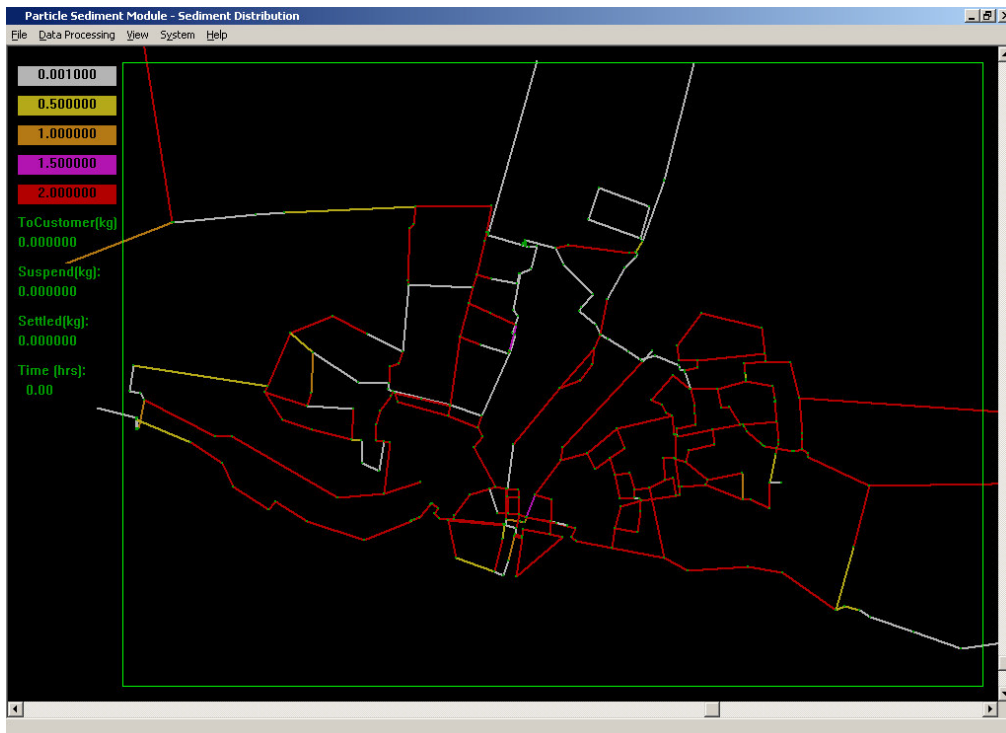 Particle Sediment Module - Sediment Distribution
File Data Processing View System Help
0.001000
0.500000
1.000000
1.500000
2.000000
ToCustomer(kg)
0.000000
Suspend(kg):
0.000000
Settled(kg):
0.000000
Time (hrs):
0.00